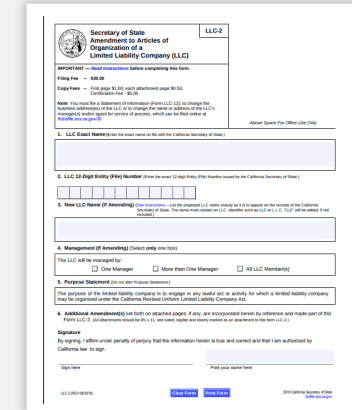 Secretary of State
LLC-2
Amendment to Articles of
Organization of a
Limited Liability Company (LLC)
IMPORTANT — Read Instructions before completing this form.
Filing Fee – $30.00
Copy Fees – First page $1.00; each attachment page $0.50;
Certification Fee - $5.00
Note: You must file a Statement of Information (Form LLC-12), to change the
business address(es) of the LLC or to change the name or address of the LLC's
manager(s) and/or agent for service of process, which can be filed online at
Above Space For Office Use Only
1. LLC Exact Name (Enter the exact name on file with the California Secretary of State.)
2. LLC 12-Digit Entity (File) Number (Enter the exact 12-digit Entity (File) Number issued by the California Secretary of State.)
3. New LLC Name (If Amending) (See Instructions – List the proposed LLC name exactly as it is to appear on the records of the California
Secretary of State. The name must contain an LLC identifier such as LLC or L.L.C. "LLC" will be added, if not
included.)
4. Management (If Amending) (Select only one box)
The LLC will be managed by:
One Manager
More than One Manager
All LLC Member(s)
5. Purpose Statement (Do not alter Purpose Statement.)
The purpose of the limited liability company is to engage in any lawful act or activity for which a limited liability company
may be organized under the California Revised Uniform Limited Liability Company Act.
6. Additional Amendment(s) set forth on attached pages, if any, are incorporated herein by reference and made part of this
Form LLC-2. (All attachments should be 8½ x 11, one sided, legible and clearly marked as an attachment to this form LLC-2.)
Signature
By signing, I affirm under penalty of perjury that the information herein is true and correct and that I am authorized by
California law to sign.
Sign here
Print your name here
LLC-2 (REV
Clear Form
Print Form
California Secretary of State
bizfile.sos.ca.gov